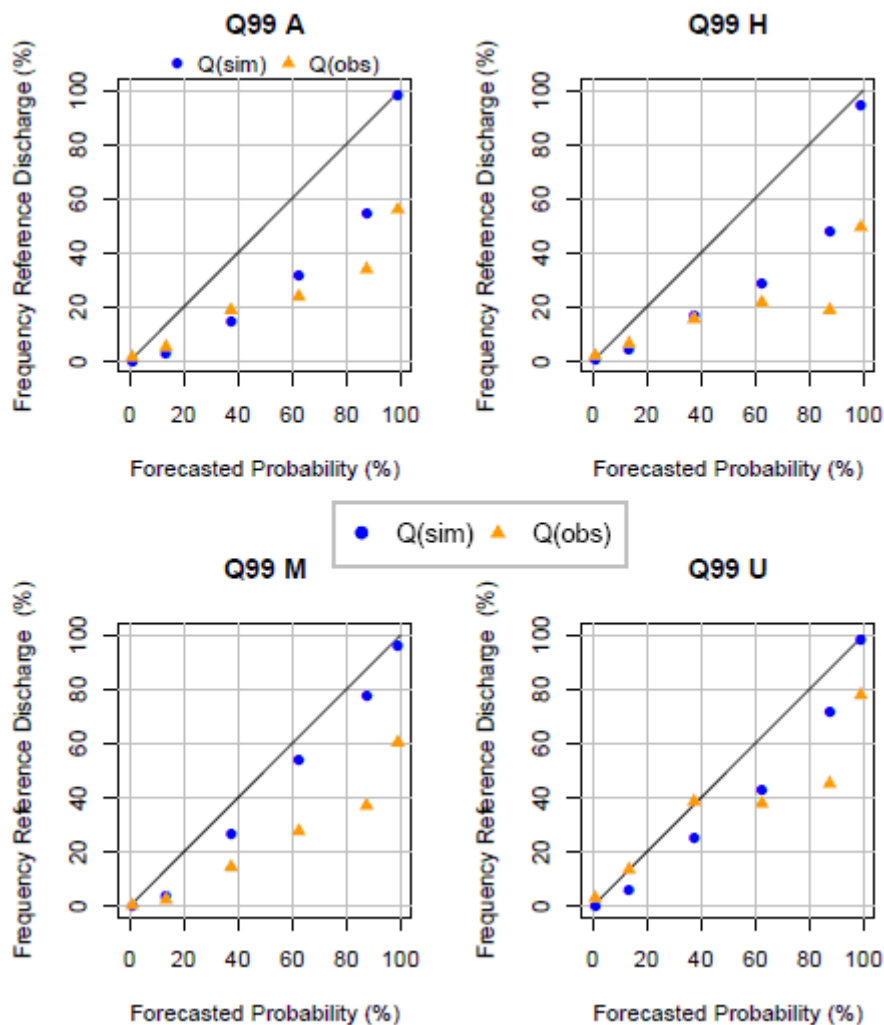 Q99 A
Q(sim) Q(obs)
Frequency Reference Discharge (%)
100
80
60
40
20
0
0 20 40 60 80 100
Forecasted Probability (%)
Q99 H
Frequency Reference Discharge (%)
100
80
60
40
20
0
0 20 40 60 80 100
Forecasted Probability (%)
Q(sim) Q(obs)
Q99 M
Frequency Reference Discharge (%)
100
80
60
40
20
0
0 20 40 60 80 100
Forecasted Probability (%)
Q99 U
Frequency Reference Discharge (%)
100
80
60
40
20
0
0 20 40 60 80 100
Forecasted Probability (%)